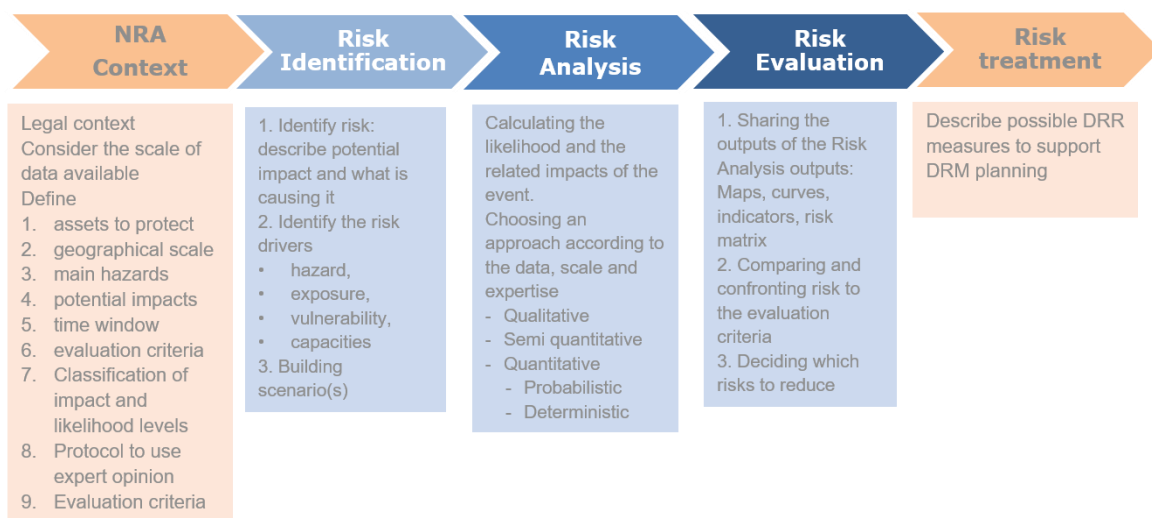 NRA
Context
Risk
Identification
Risk
Analysis
Risk
Evaluation
Risk
treatment
Legal context
Consider the scale of
data available
Define
1. assets to protect
2. geographical scale
3. main hazards
4. potential impacts
5. time window
6. evaluation criteria
7. Classification of
impact and
likelihood levels
8. Protocol to use
expert opinion
9. Evaluation criteria
1. Identify risk:
describe potential
impact and what is
causing it
2. Identify the risk
drivers
• hazard,
• exposure,
• vulnerability,
• capacities
3. Building
scenario(s)
Calculating the
likelihood and the
related impacts of the
event.
Choosing an
approach according to
the data, scale and
expertise
- Qualitative
- Semi quantitative
- Quantitative
- Probabilistic
- Deterministic
1. Sharing the
outputs of the Risk
Analysis outputs:
Maps, curves,
indicators, risk
matrix
2. Comparing and
confronting risk to
the evaluation
criteria
3. Deciding which
risks to reduce
Describe possible DRR
measures to support
DRM planning